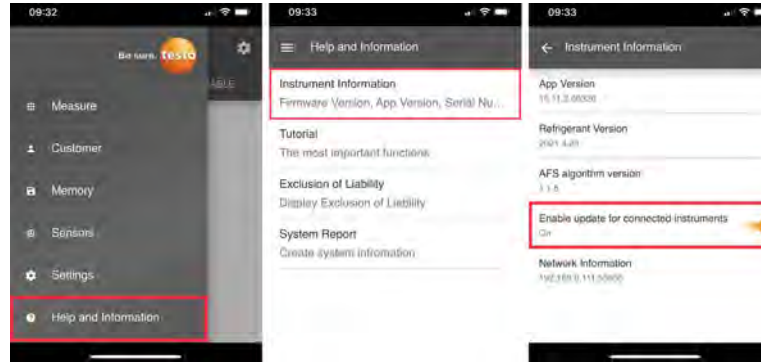 09:32
Be sure. testo
Measure
Customer
Memory
Sensors
Settings
Help and Information
09:33
Help and Information
Instrument Information
Firmware Version, App Version, Serial Nu...
Tutorial
The most important functions
Exclusion of Liability
Display Exclusion of Liability
System Report
Create system information
09:33
Instrument Information
App Version
Refrigerant Version
AFS algorithm version
Enable update for connected instruments
On
Network Information